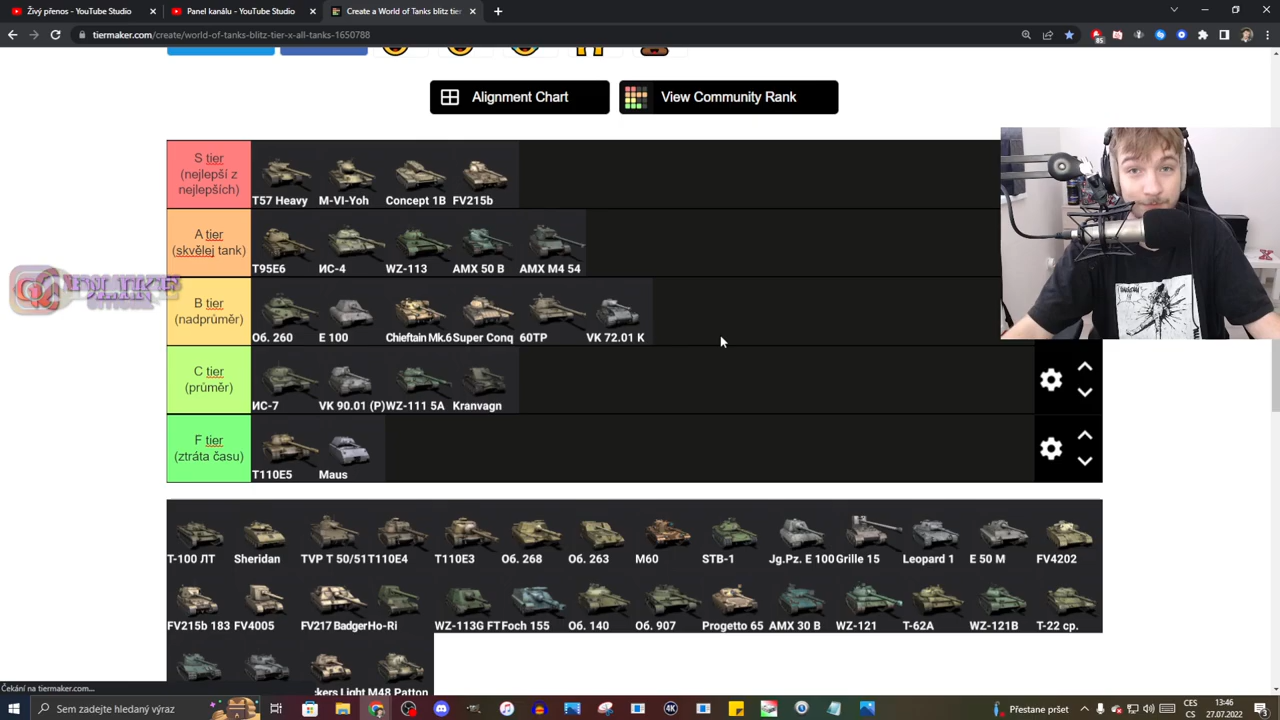 Živý přenos - YouTube Studio
Panel kanálu - YouTube Studio
Create a World of Tanks blitz tier
tiermaker.com/create/world-of-tanks-blitz-tier-x-all-tanks-1650788
85
Alignment Chart
View Community Rank
S tier
(nejlepší z
nejlepších)
T57 Heavy M-VI-Yoh Concept 1B FV215b
A tier
(skvělej tank)
T95E6 ИС-4 WZ-113 AMX 50 B AMX M4 54
B tier
(nadprůměr)
Об. 260 E 100 Chieftain Mk.6 Super Conq 60TP VK 72.01 K
C tier
(průměr)
ИС-7 VK 90.01 (P) WZ-111 5A Kranvagn
F tier
(ztráta času)
T110E5 Maus
T-100 ЛТ Sheridan TVP T 50/51 T110E4 T110E3 Об. 268 Об. 263 M60 STB-1 Jg.Pz. E 100 Grille 15 Leopard 1 E 50 M FV4202
FV215b 183 FV4005 FV217 Badger Ho-Ri WZ-113G FT Foch 155 Об. 140 Об. 907 Progetto 65 AMX 30 B WZ-121 T-62A WZ-121B T-22 ср.
kers Light M48 Patton
Čekání na tiermaker.com...
Sem zadejte hledaný výraz
4K
Přestaňte pršet
CES
CS
13:46
27.07.2022